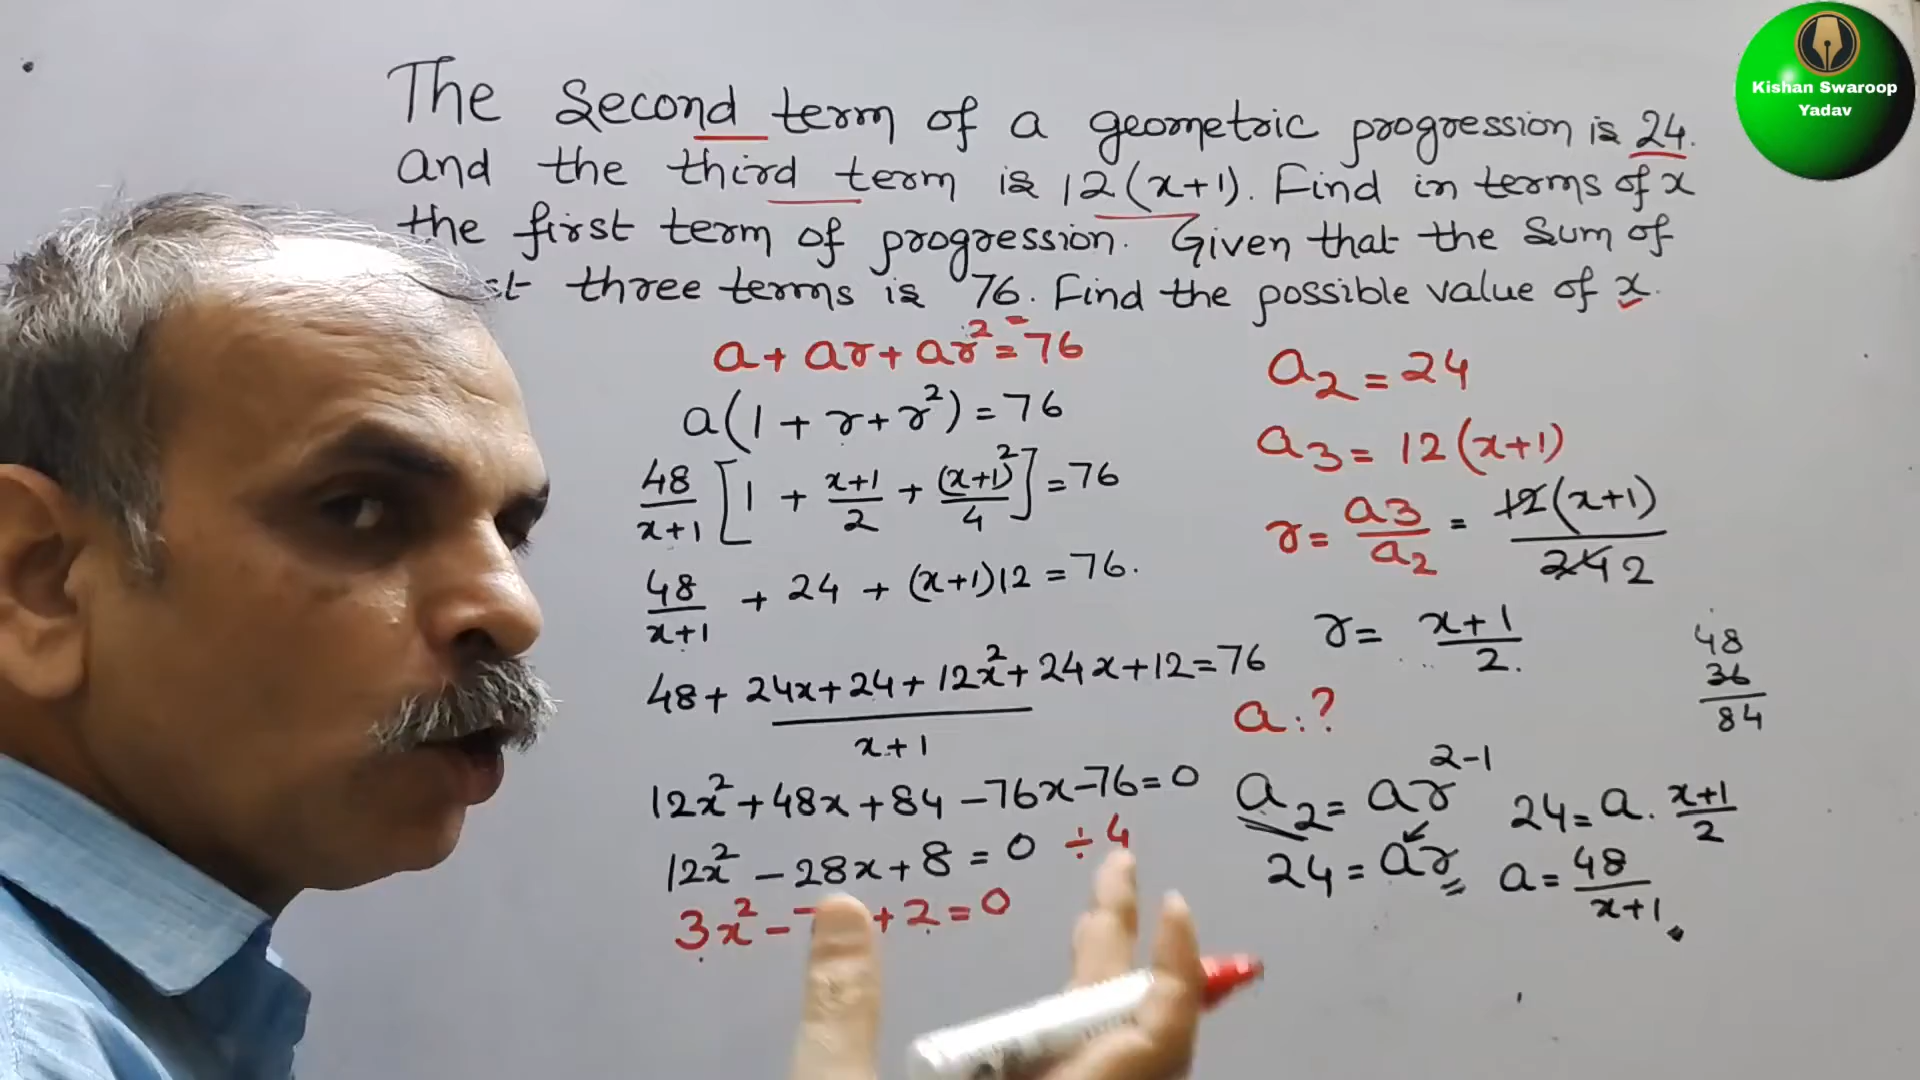 Kishan Swaroop
Yadav
The Second term of a geometric progression is 24.
and the third term is 12(x+1). Find in terms of x
the first term of progression. Given that the Sum of
three terms is 76. Find the possible value of x.
a + ar + ar² = 76
a(1 + r + r²) = 76
48/(x+1) [1 + (x+1)/2 + (x+1)²/4] = 76
48/(x+1) + 24 + (x+1)12 = 76.
48 + 24x + 24 + 12x² + 24x + 12 = 76
x+1
12x² + 48x + 84 - 76x - 76 = 0
12x² - 28x + 8 = 0 ÷4
3x² - + 2 = 0
a₂ = 24
a₃ = 12(x+1)
r = a₃/a₂ = 12(x+1)/24 2
r = (x+1)/2.
a : ?
a₂ = ar²⁻¹
24 = ar
24 = a. (x+1)/2
a = 48/(x+1)
48
36
84